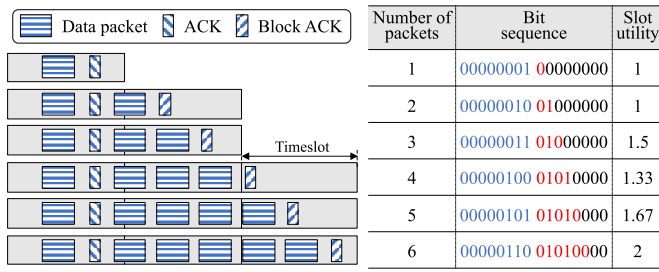 Data packet ACK Block ACK
Timeslot
Number of packets Bit sequence Slot utility
1 00000001 00000000 1
2 00000010 01000000 1
3 00000011 01000000 1.5
4 00000100 01010000 1.33
5 00000101 01010000 1.67
6 00000110 01010000 2